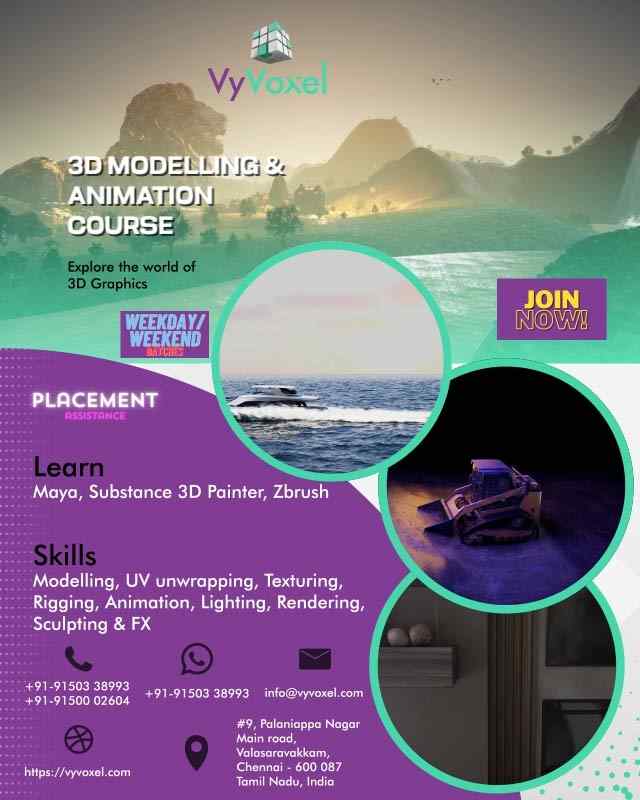 VyVoxel
3D MODELLING &
ANIMATION
COURSE
Explore the world of
3D Graphics
JOIN
NOW!
WEEKDAY/
WEEKEND
BATCHES
PLACEMENT
ASSISTANCE
Learn
Maya, Substance 3D Painter, Zbrush
Skills
Modelling, UV unwrapping, Texturing,
Rigging, Animation, Lighting, Rendering,
Sculpting & FX
+91-91503 38993
+91-91500 02604
+91-91503 38993
info@vyvoxel.com
https://vyvoxel.com
#9, Palaniappa Nagar
Main road,
Valasaravakkam,
Chennai - 600 087
Tamil Nadu, India